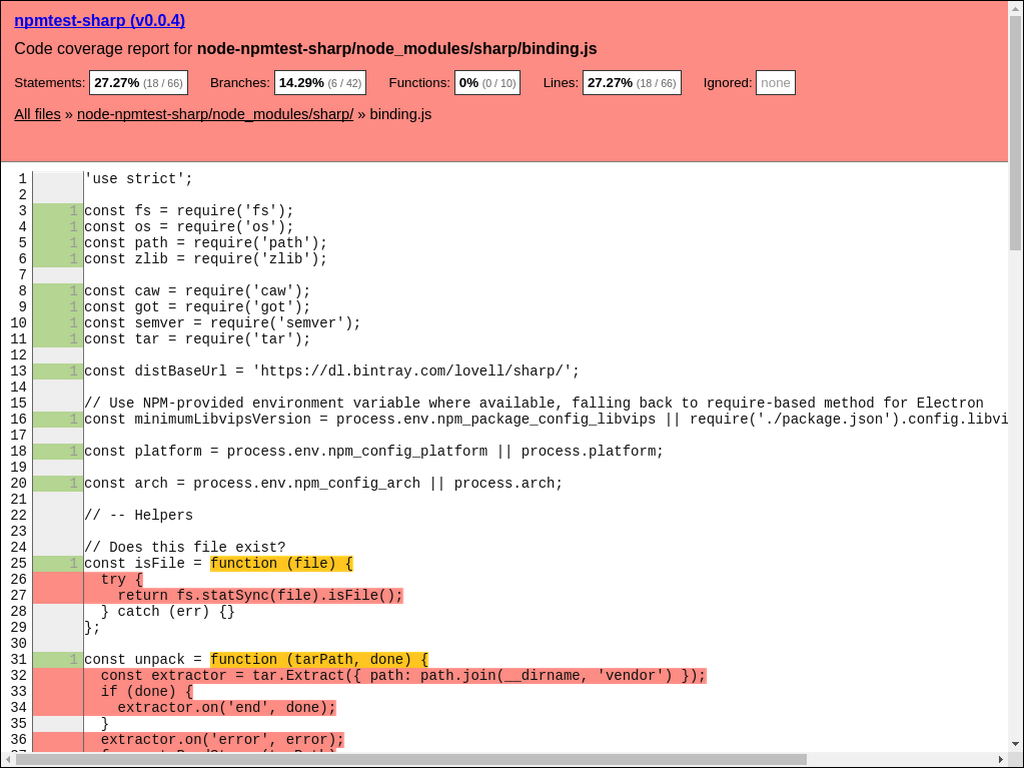 npmtest-sharp (v0.0.4)
Code coverage report for node-npmtest-sharp/node_modules/sharp/binding.js
Statements: 27.27% (18 / 66) Branches: 14.29% (6 / 42) Functions: 0% (0 / 10) Lines: 27.27% (18 / 66) Ignored: none
All files » node-npmtest-sharp/node_modules/sharp/ » binding.js
1 'use strict';
2
3 1 const fs = require('fs');
4 1 const os = require('os');
5 1 const path = require('path');
6 1 const zlib = require('zlib');
7
8 1 const caw = require('caw');
9 1 const got = require('got');
10 1 const semver = require('semver');
11 1 const tar = require('tar');
12
13 1 const distBaseUrl = 'https://dl.bintray.com/lovell/sharp/';
14
15 // Use NPM-provided environment variable where available, falling back to require-based method for Electron
16 1 const minimumLibvipsVersion = process.env.npm_package_config_libvips || require('./package.json').config.libvi
17
18 1 const platform = process.env.npm_config_platform || process.platform;
19
20 1 const arch = process.env.npm_config_arch || process.arch;
21
22 // -- Helpers
23
24 // Does this file exist?
25 1 const isFile = function (file) {
26 try {
27 return fs.statSync(file).isFile();
28 } catch (err) {}
29 };
30
31 1 const unpack = function (tarPath, done) {
32 const extractor = tar.Extract({ path: path.join(__dirname, 'vendor') });
33 if (done) {
34 extractor.on('end', done);
35 }
36 extractor.on('error', error);